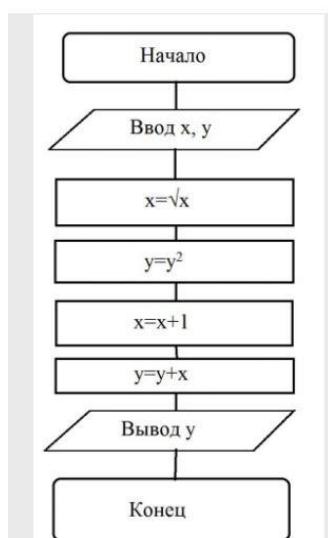 Начало
Ввод x, y
x=√x
y=y²
x=x+1
y=y+x
Вывод y
Конец